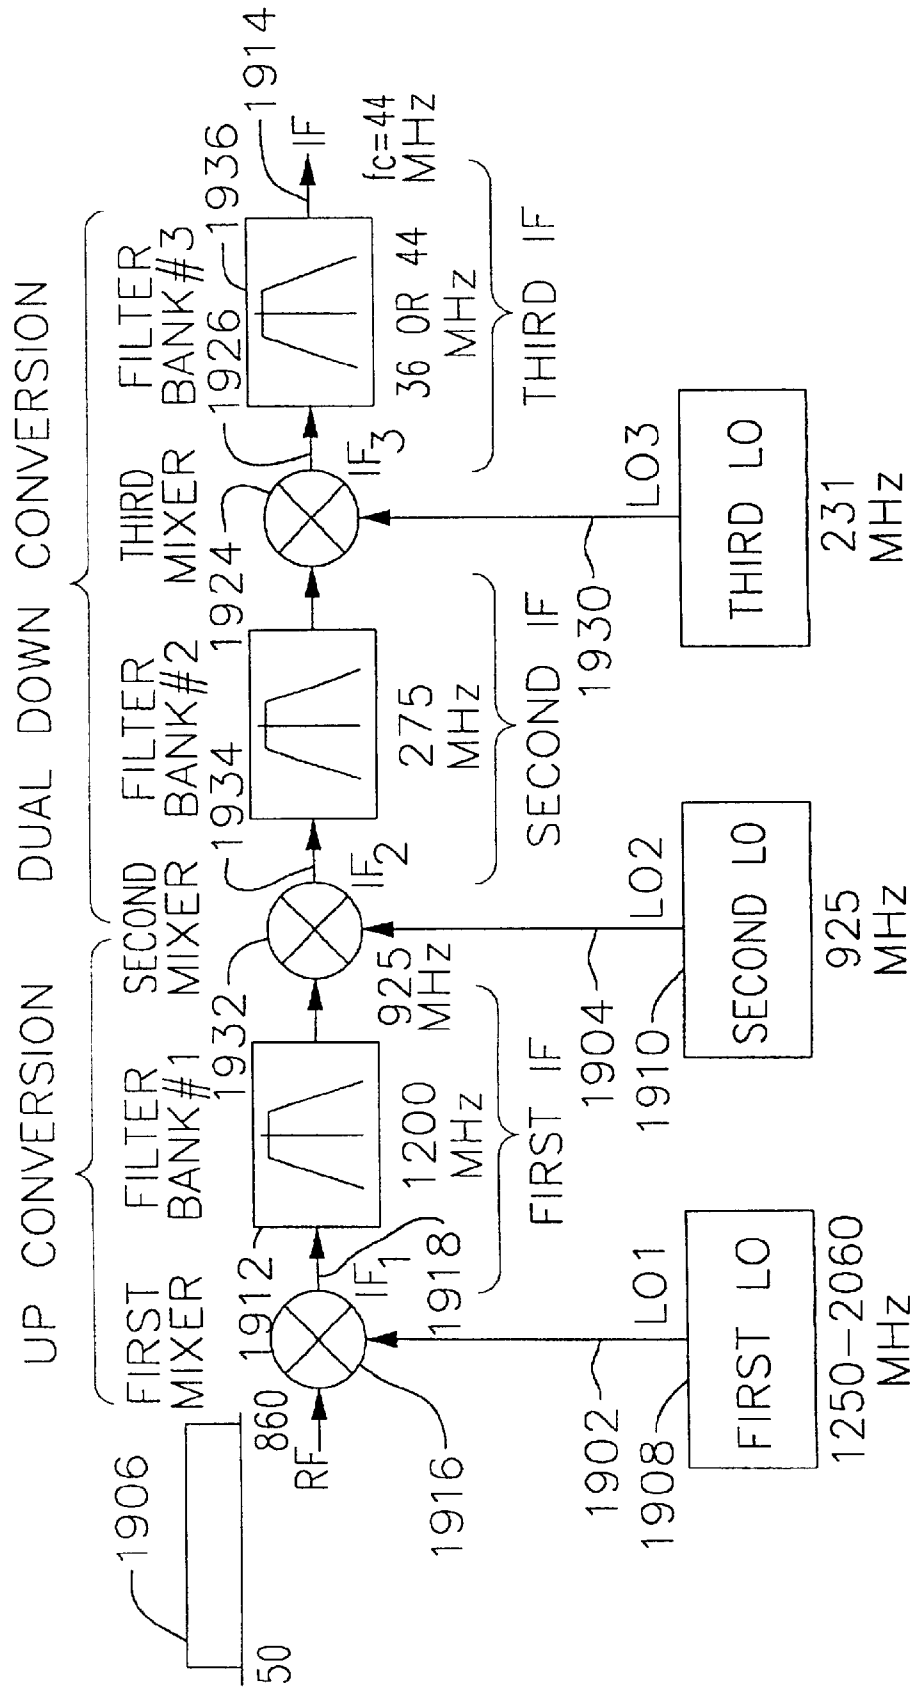 UP CONVERSION
DUAL DOWN CONVERSION
1906
50
860
RF
FIRST
MIXER
1912
1916
IF1
1918
FILTER
BANK#1
1200
MHz
FIRST IF
SECOND
MIXER
1932
925
MHz
IF2
1934
FILTER
BANK#2
275
MHz
SECOND IF
THIRD
MIXER
1924
IF3
1926
FILTER
BANK#3
1936
36 OR 44
MHz
THIRD IF
IF
1914
fc=44
MHz
1902
LO1
1908
FIRST LO
1250-2060
MHz
1904
LO2
1910
SECOND LO
925
MHz
1930
LO3
THIRD LO
231
MHz